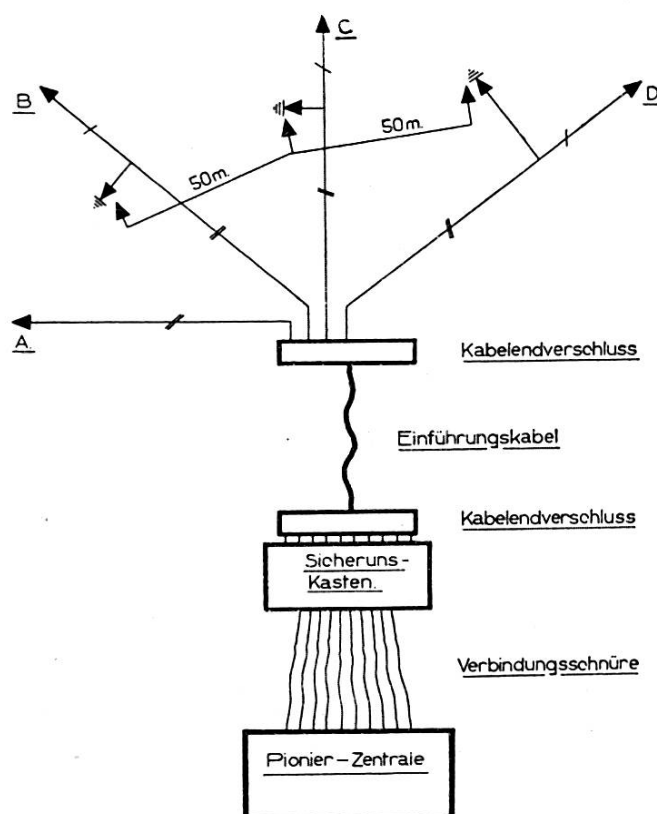 C
B
D
50m.
50m.
A.
Kabelendverschluss
Einführungskabel
Kabelendverschluss
Sicheruns-
Kasten.
Verbindungsschnüre
Pionier-Zentrale